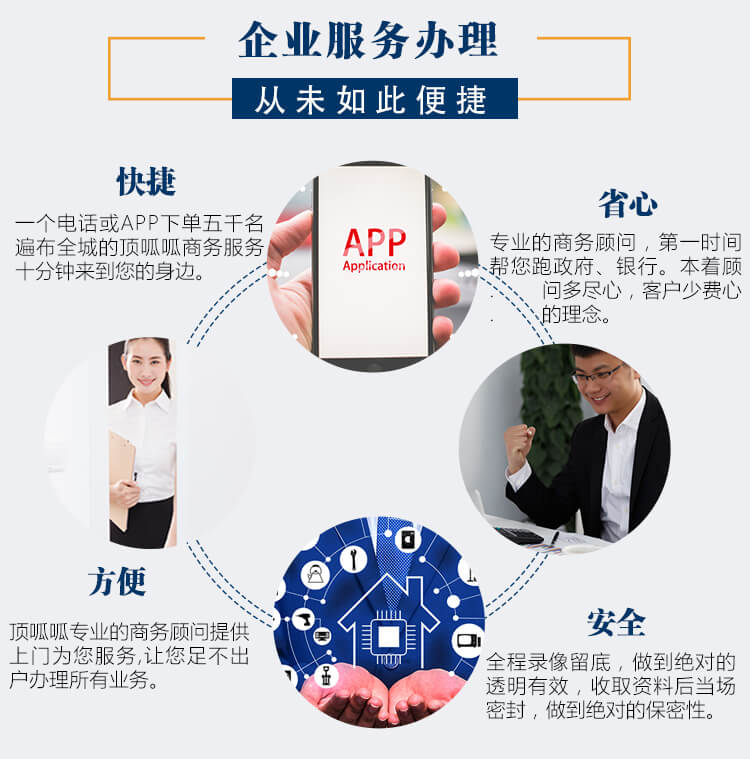 企业服务办理
从未如此便捷
快捷
一个电话或APP下单五千名
遍布全城的顶呱呱商务服务
十分钟来到您的身边。
APP
Application
省心
专业的商务顾问，第一时间
帮您跑政府、银行。本着顾
. 问多尽心，客户少费心
. 的理念。
方便
顶呱呱专业的商务顾问提供
上门为您服务,让您足不出
户办理所有业务。
安全
全程录像留底，做到绝对的
透明有效，收取资料后当场
密封，做到绝对的保密性。